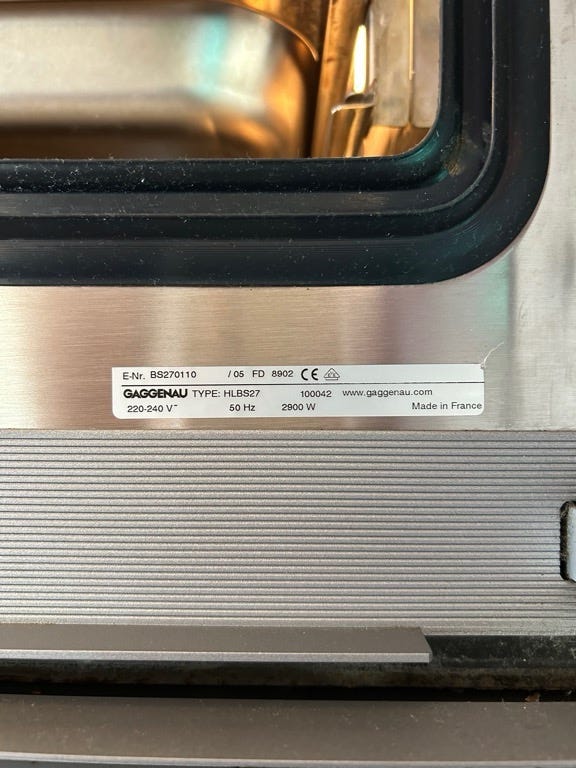 E-Nr. BS270110 / 05 FD 8902 CE
GAGGENAU TYPE: HLBS27 100042 www.gaggenau.com
220-240 V~ 50 Hz 2900 W Made in France